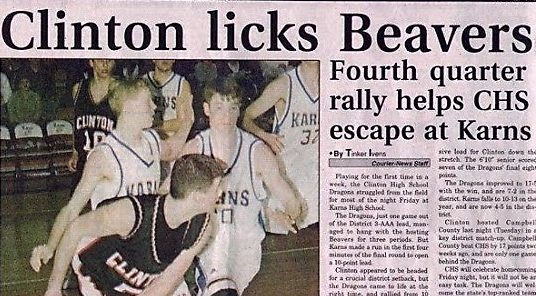 Clinton licks Beavers
Fourth quarter
rally helps CHS
escape at Karns
•By Tinker Ivens
Courier-News Staff
Playing for the first time in a
week, the Clinton High School
Dragons struggled from the field
for most of the night Friday at
Karns High School.
The Dragons, just one game out
of the District 3-AAA lead, man-
aged to hang with the hosting
Beavers for three periods. But
Karns made a run in the first four
minutes of the final round to open
a 10-point lead.
Clinton appeared to be headed
for a crucial district setback, but
the Dragons came to life at the
right time, and rallied from 10
sive lead for Clinton down the
stretch. The 6'10" senior scored
seven of the Dragons' final eight
points.
The Dragons improved to 17-5
with the win, and are 7-2 in the
district. Karns falls to 10-13 on the
year, and are now 4-5 in the dis-
trict.
Clinton hosted Campbell
County last night (Tuesday) in a
key district match-up. Campbell
County beat CHS by 17 points two
weeks ago, and are only one game
behind the Dragons.
CHS will celebrate homecoming
Friday night, but it will not be an
easy task. The Dragons will wel-
come the state's top-ranked team
CLINTON
10
KARNS
32
CLINTON